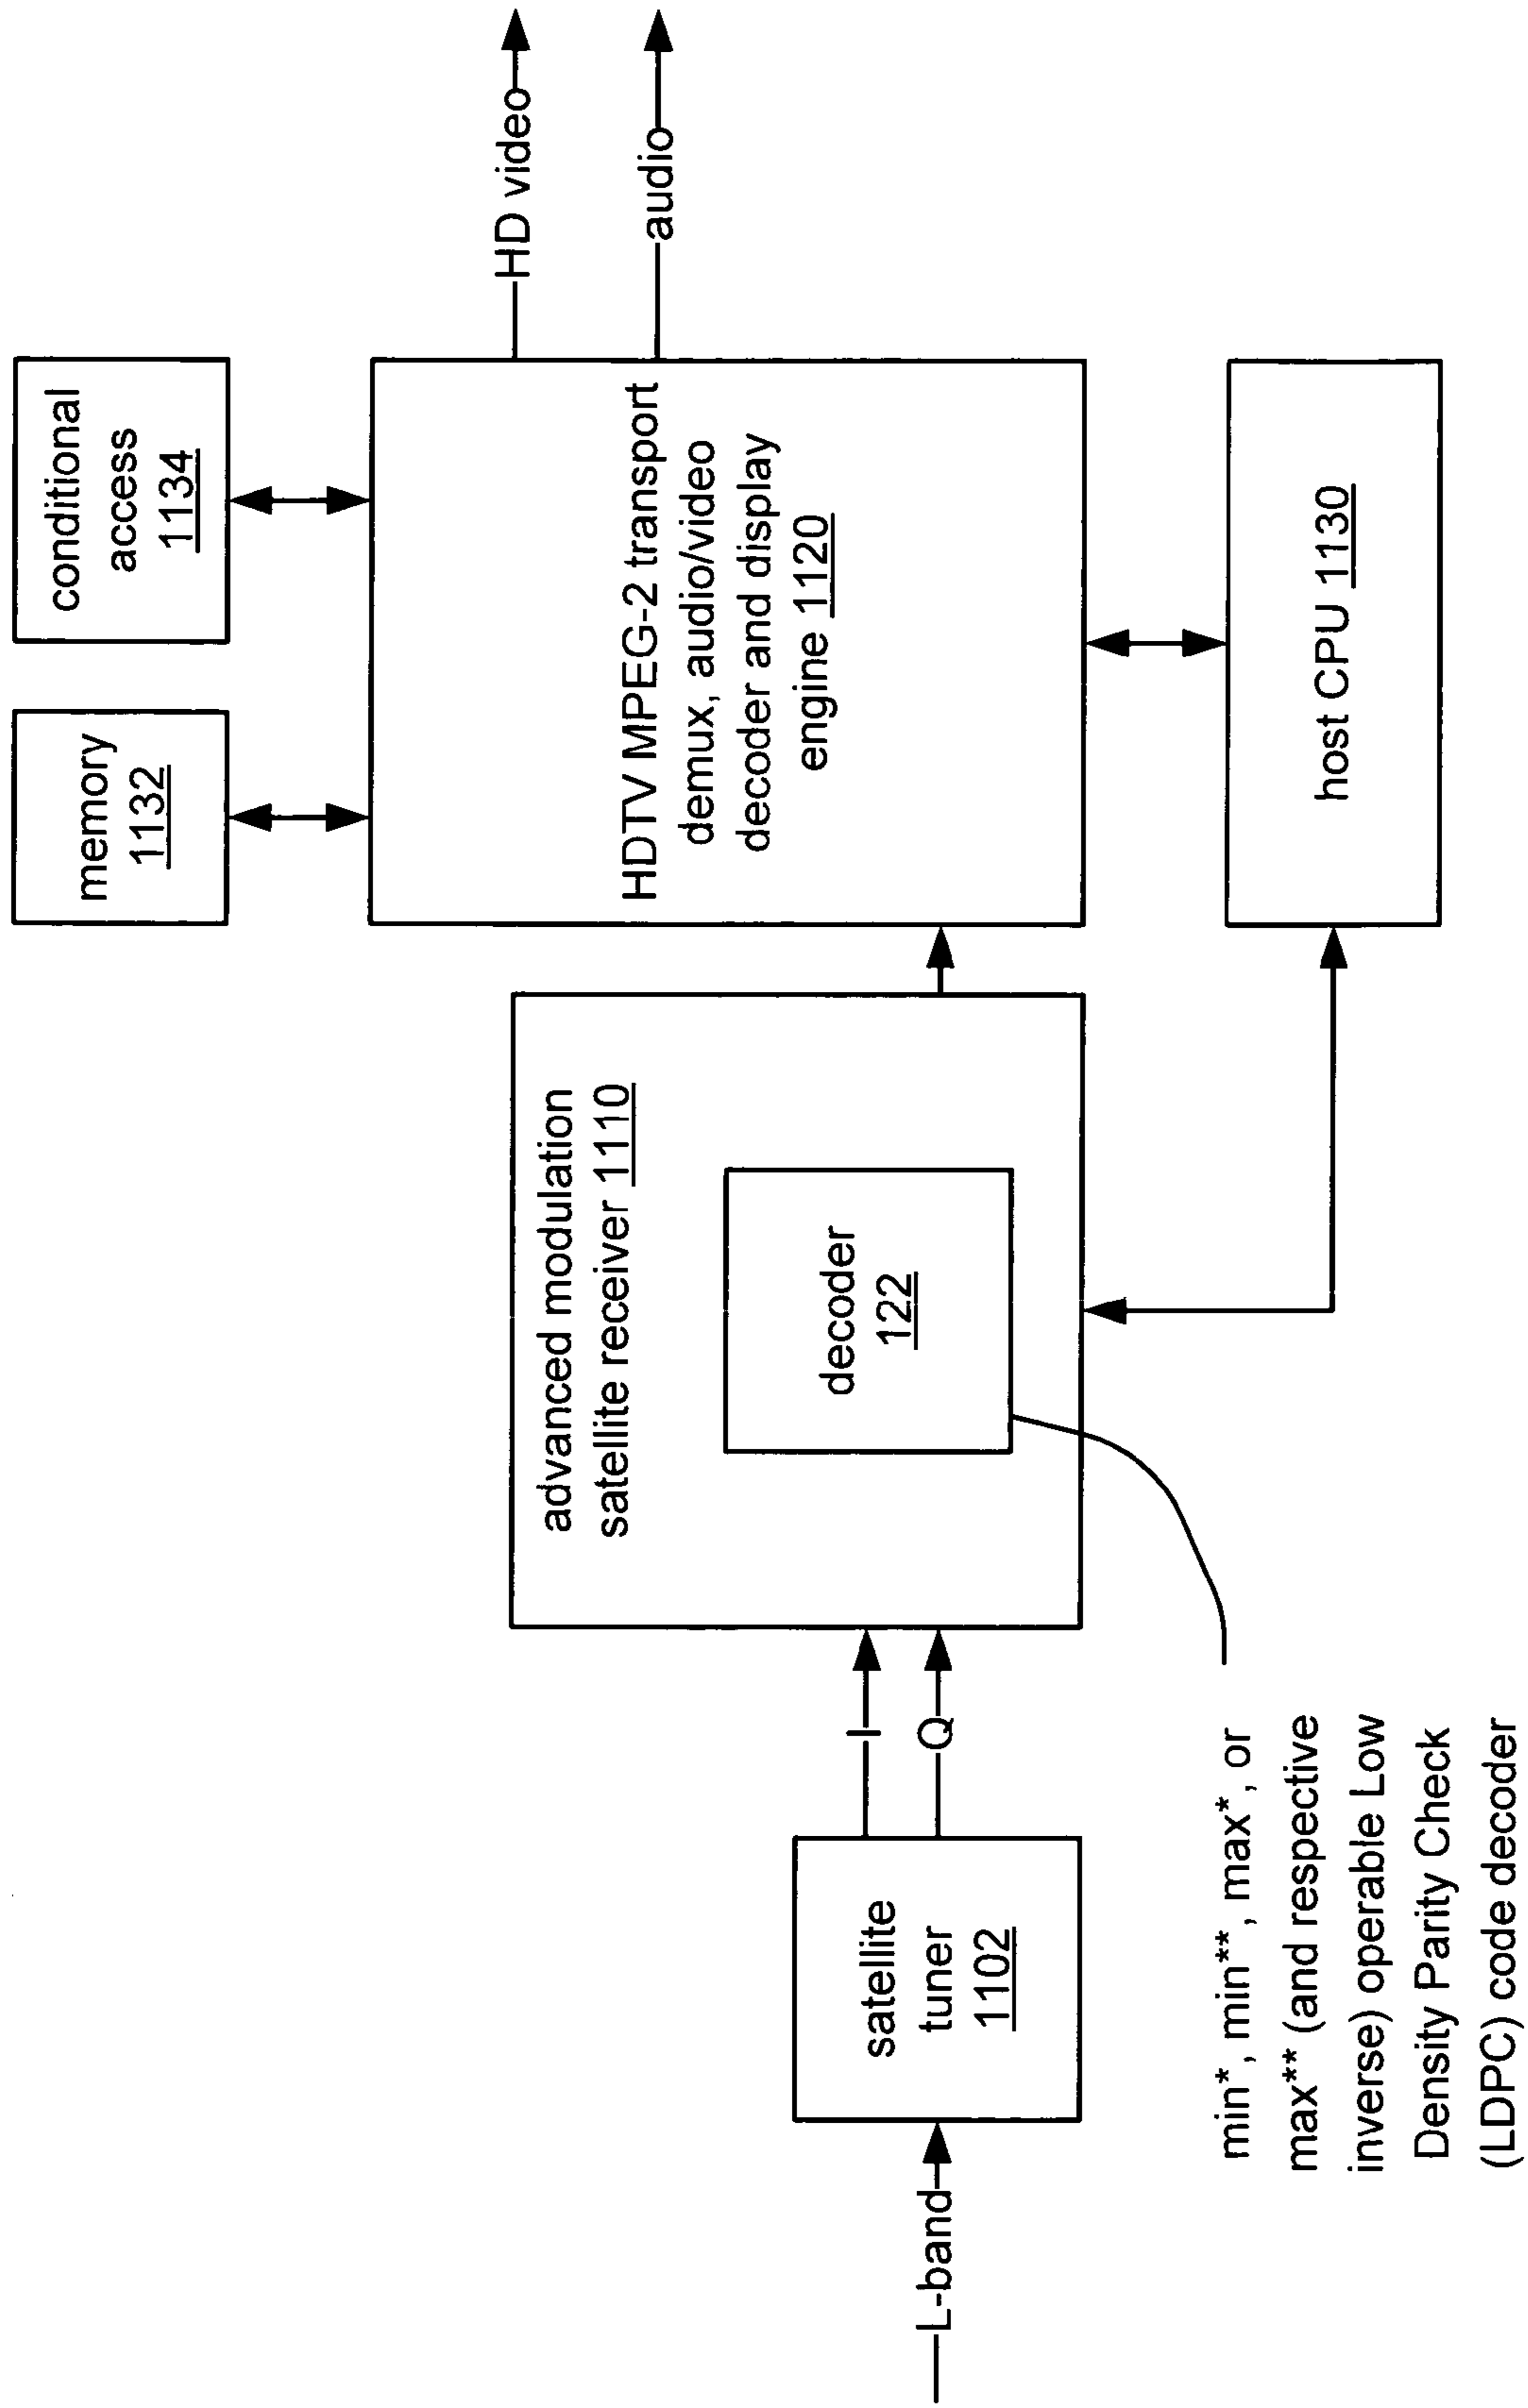 memory
1132
conditional
access
1134
HD video
audio
HDTV MPEG-2 transport
demux, audio/video
decoder and display
engine 1120
advanced modulation
satellite receiver 1110
decoder
122
satellite
tuner
1102
I
Q
L-band
host CPU 1130
min*, min**, max*, or
max** (and respective
inverse) operable Low
Density Parity Check
(LDPC) code decoder